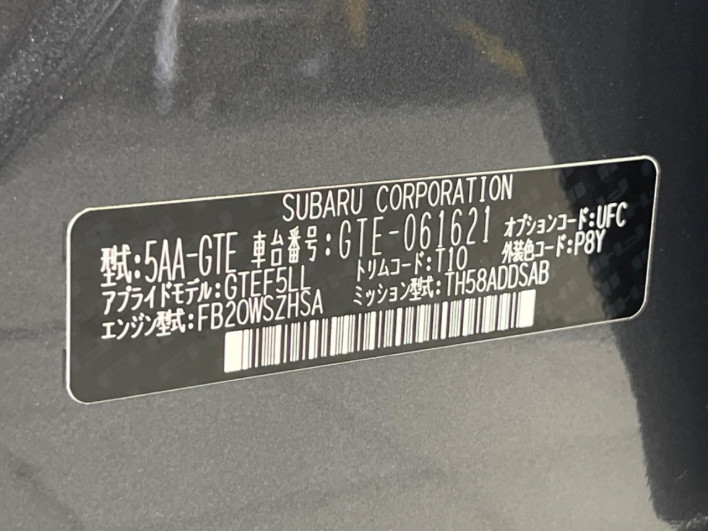 SUBARU CORPORATION
型式:5AA-GTE 車台番号:GTE-061621 オプションコード:UFC
アプライドモデル:GTEF5LL トリムコード:T10 外装色コード:P8Y
エンジン型式:FB20WSZHSA ミッション型式:TH58ADDSAB